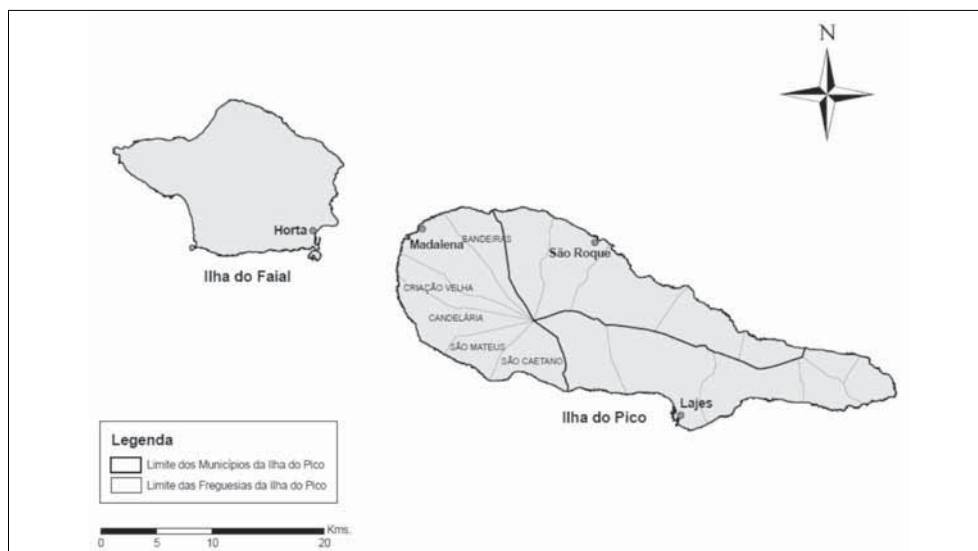 N
Horta
Ilha do Faial
Madalena
BANDEIRAS
São Roque
CRIAÇÃO VELHA
CANDELÁRIA
SÃO MATEUS
SÃO CAETANO
Ilha do Pico
Lajes
Legenda
Limite dos Municípios da Ilha do Pico
Limite das Freguesias da Ilha do Pico
Kms.
0 5 10 20